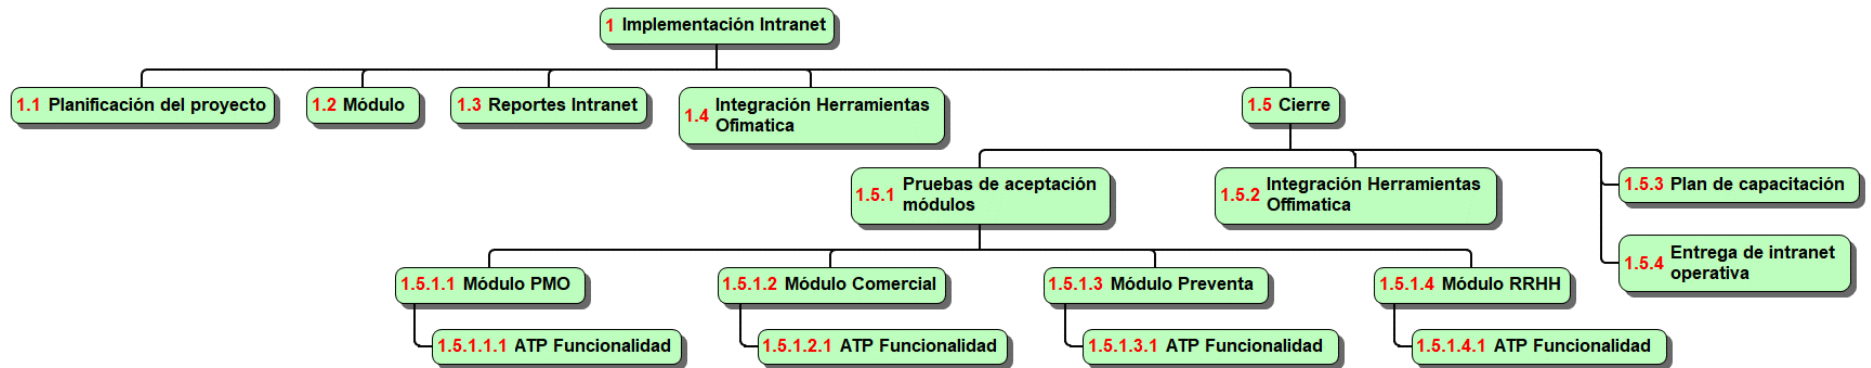 1 Implementación Intranet
1.1 Planificación del proyecto
1.2 Módulo
1.3 Reportes Intranet
1.4 Integración Herramientas
Ofimatica
1.5 Cierre
1.5.1 Pruebas de aceptación
módulos
1.5.2 Integración Herramientas
Offimatica
1.5.3 Plan de capacitación
1.5.4 Entrega de intranet
operativa
1.5.1.1 Módulo PMO
1.5.1.2 Módulo Comercial
1.5.1.3 Módulo Preventa
1.5.1.4 Módulo RRHH
1.5.1.1.1 ATP Funcionalidad
1.5.1.2.1 ATP Funcionalidad
1.5.1.3.1 ATP Funcionalidad
1.5.1.4.1 ATP Funcionalidad